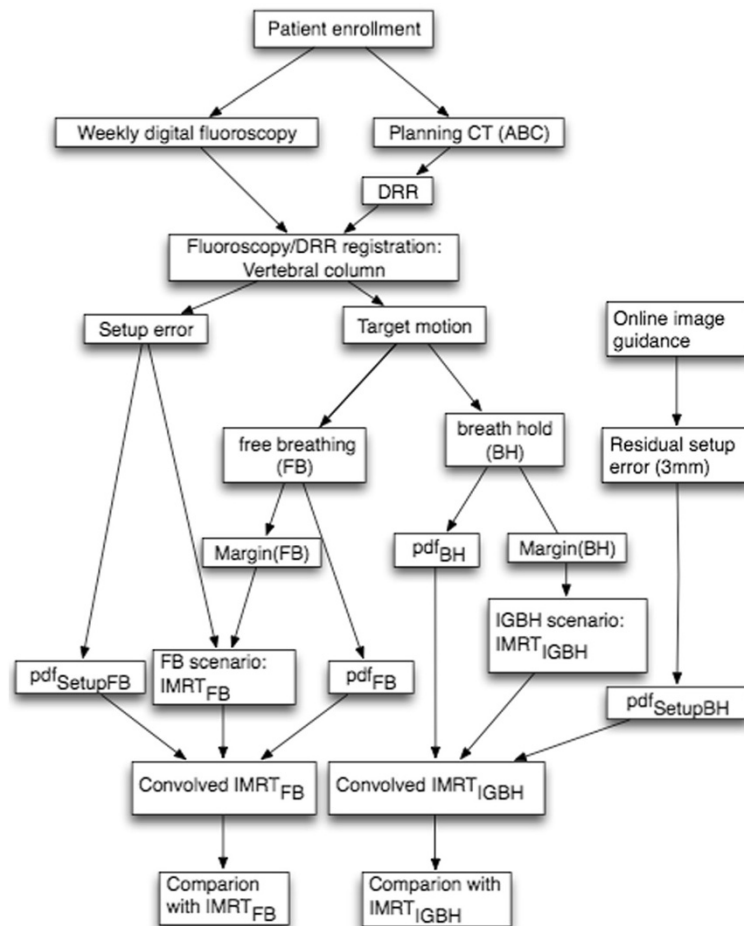 Patient enrollment
Weekly digital fluoroscopy
Planning CT (ABC)
DRR
Fluoroscopy/DRR registration:
Vertebral column
Setup error
Target motion
Online image
guidance
free breathing
(FB)
breath hold
(BH)
Residual setup
error (3mm)
Margin(FB)
pdfBH
Margin(BH)
IGBH scenario:
IMRTIGBH
pdfSetupFB
FB scenario:
IMRTFB
pdfFB
pdfSetupBH
Convolved IMRTFB
Convolved IMRTIGBH
Comparion
with IMRTFB
Comparion with
IMRTIGBH